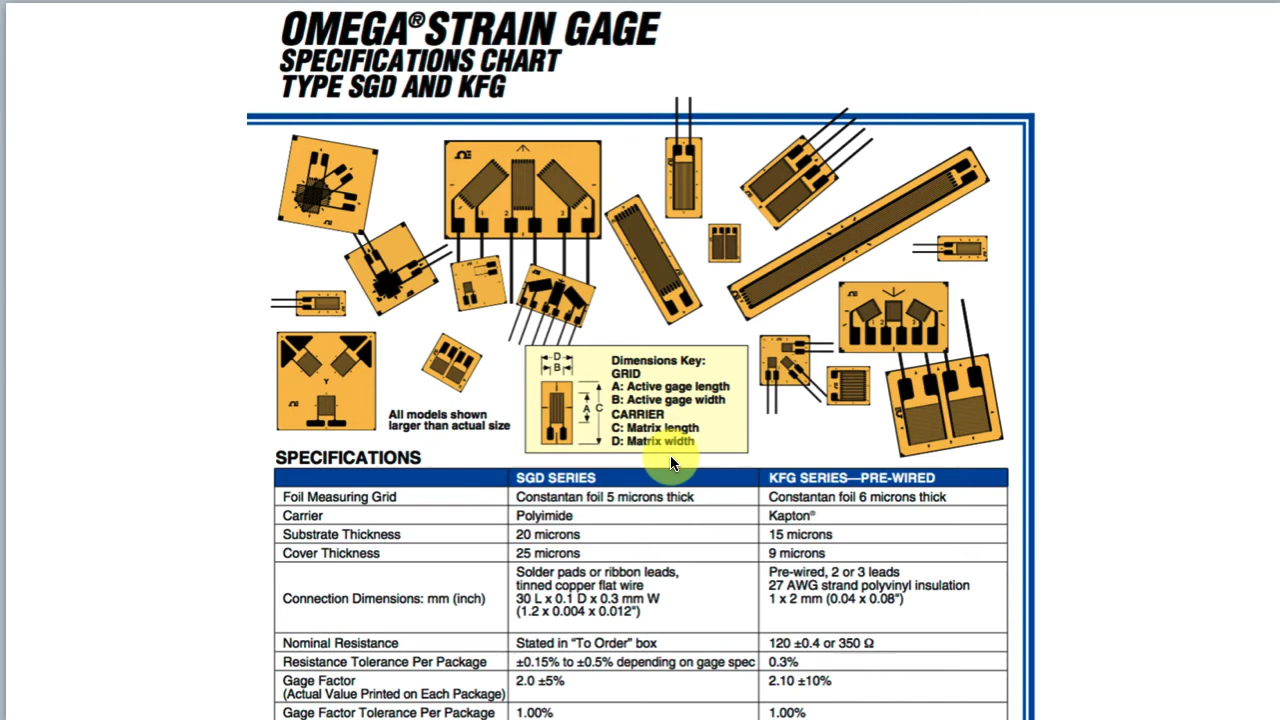 OMEGA® STRAIN GAGE
SPECIFICATIONS CHART
TYPE SGD AND KFG
All models shown
larger than actual size
D
B
A
C
Dimensions Key:
GRID
A: Active gage length
B: Active gage width
CARRIER
C: Matrix length
D: Matrix width
SPECIFICATIONS
SGD SERIES KFG SERIES—PRE-WIRED
Foil Measuring Grid Constantan foil 5 microns thick Constantan foil 6 microns thick
Carrier Polyimide Kapton®
Substrate Thickness 20 microns 15 microns
Cover Thickness 25 microns 9 microns
Connection Dimensions: mm (inch)
Solder pads or ribbon leads,
tinned copper flat wire
30 L x 0.1 D x 0.3 mm W
(1.2 x 0.004 x 0.012")
Pre-wired, 2 or 3 leads
27 AWG strand polyvinyl insulation
1 x 2 mm (0.04 x 0.08")
Nominal Resistance Stated in "To Order" box 120 ±0.4 or 350 Ω
Resistance Tolerance Per Package ±0.15% to ±0.5% depending on gage spec 0.3%
Gage Factor 2.0 ±5% 2.10 ±10%
(Actual Value Printed on Each Package)
Gage Factor Tolerance Per Package 1.00% 1.00%